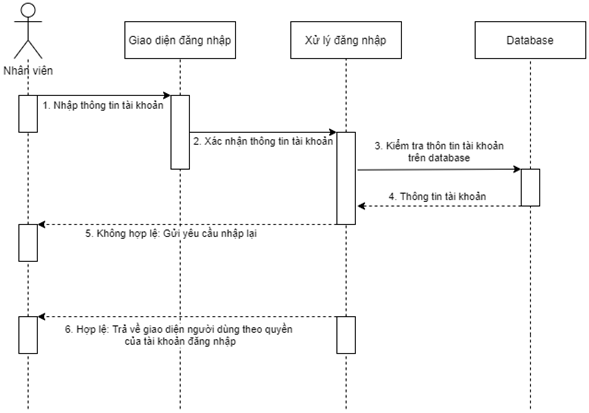 Giao diện đăng nhập
Xử lý đăng nhập
Database
Nhân viên
1. Nhập thông tin tài khoản
2. Xác nhận thông tin tài khoản
3. Kiểm tra thôn tin tài khoản
trên database
4. Thông tin tài khoản
5. Không hợp lệ: Gửi yêu cầu nhập lại
6. Hợp lệ: Trả về giao diện người dùng theo quyền
của tài khoản đăng nhập